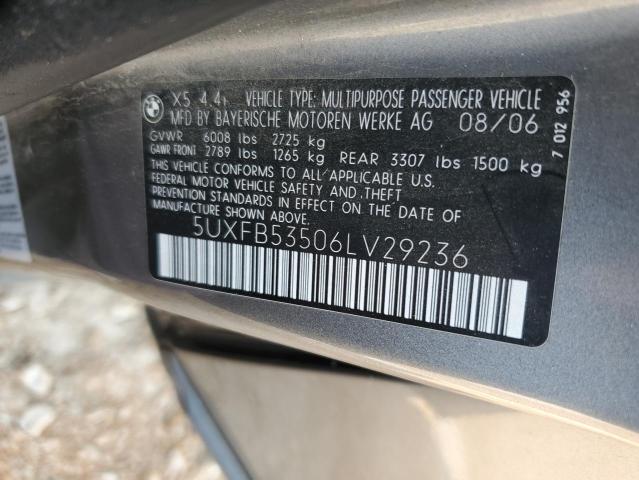 X5 4.4i VEHICLE TYPE: MULTIPURPOSE PASSENGER VEHICLE
MFD BY BAYERISCHE MOTOREN WERKE AG 08/06
GVWR 6008 lbs 2725 kg
GAWR FRONT 2789 lbs 1265 kg REAR 3307 lbs 1500 kg
THIS VEHICLE CONFORMS TO ALL APPLICABLE U.S.
FEDERAL MOTOR VEHICLE SAFETY AND THEFT
PREVENTION STANDARDS IN EFFECT ON THE DATE OF
MANUFACTURE SHOWN ABOVE.
5UXFB53506LV29236
7 012 956